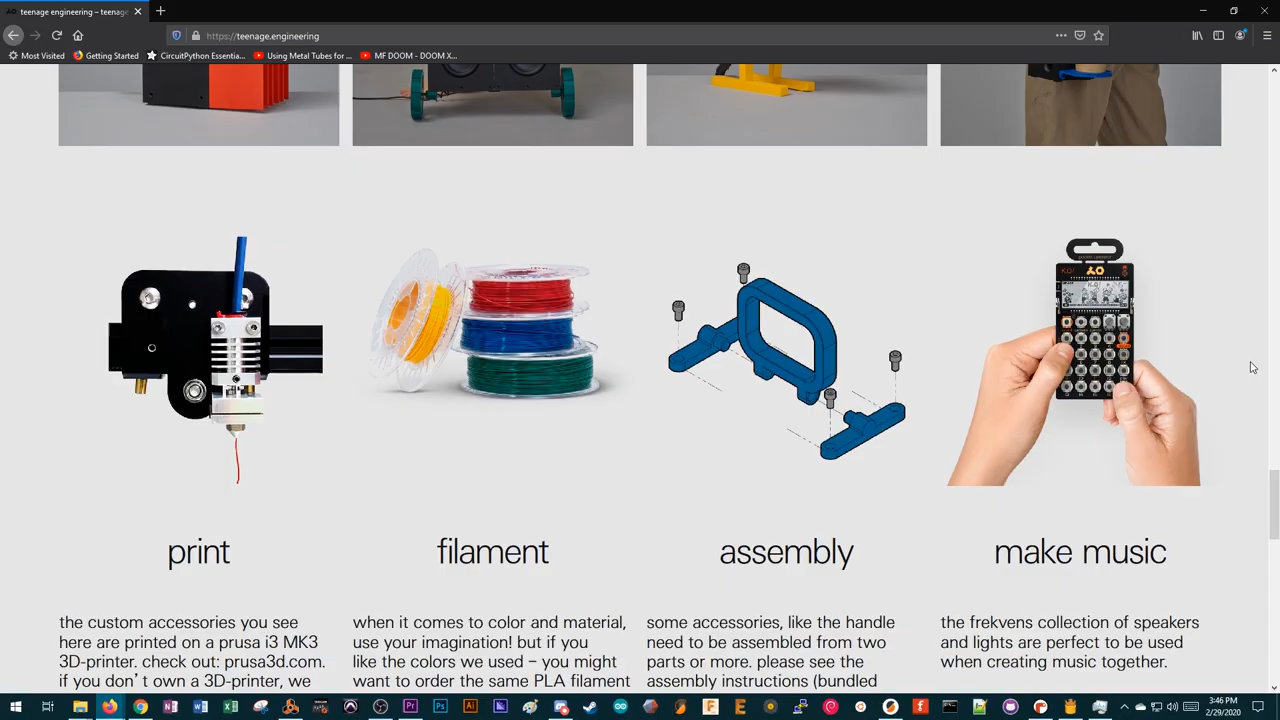 teenage engineering – teenage
https://teenage.engineering
Most Visited
Getting Started
CircuitPython Essentia...
Using Metal Tubes for ...
MF DOOM - DOOM X...
print
filament
assembly
make music
the custom accessories you see
here are printed on a prusa i3 MK3
3D-printer. check out: prusa3d.com.
if you don't own a 3D-printer, we
when it comes to color and material,
use your imagination! but if you
like the colors we used – you might
want to order the same PLA filament
some accessories, like the handle
need to be assembled from two
parts or more. please see the
assembly instructions (bundled
the frekvens collection of speakers
and lights are perfect to be used
when creating music together.
3:46 PM
2/29/2020